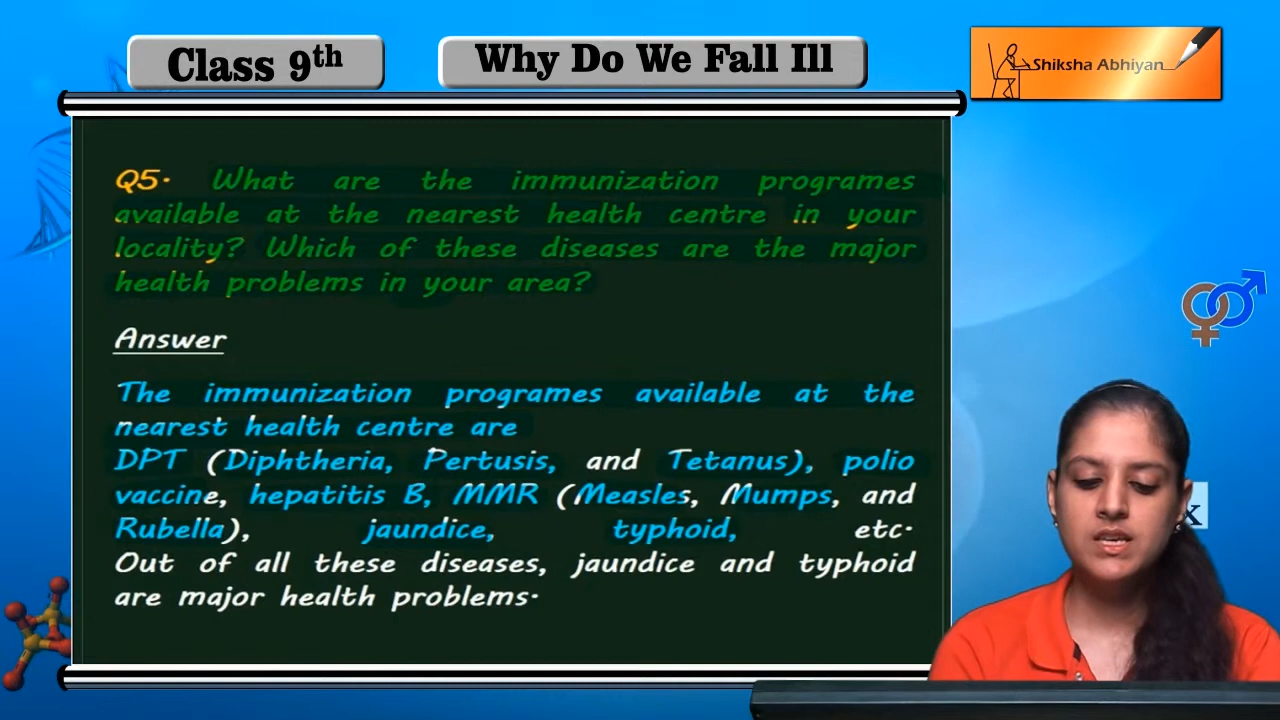 Class 9th
Why Do We Fall Ill
Shiksha Abhiyan
Q5. What are the immunization programes
available at the nearest health centre in your
locality? Which of these diseases are the major
health problems in your area?
Answer
The immunization programes available at the
nearest health centre are
DPT (Diphtheria, Pertusis, and Tetanus), polio
vaccine, hepatitis B, MMR (Measles, Mumps, and
Rubella), jaundice, typhoid, etc.
Out of all these diseases, jaundice and typhoid
are major health problems.
x